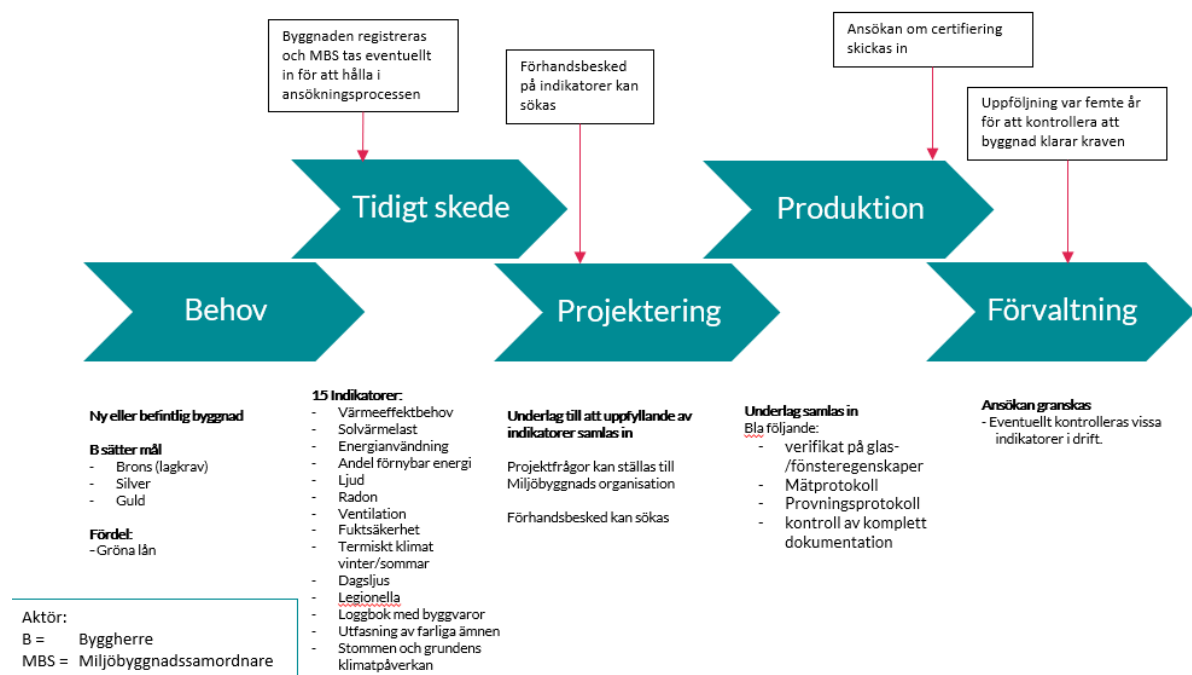 Byggnaden registreras
och MBS tas eventuellt
in för att hålla i
ansökningsprocessen
Förhandsbesked
på indikatorer kan
sökas
Ansökan om certifiering
skickas in
Uppföljning var femte år
för att kontrollera att
byggnad klarar kraven
Tidigt skede
Produktion
Behov
Projektering
Förvaltning
Ny eller befintlig byggnad
B sätter mål
- Brons (lagkrav)
- Silver
- Guld
Fördel:
- Gröna lån
15 Indikatorer:
- Värmeeffektbehov
- Solvärmelast
- Energianvändning
- Andel förnybar energi
- Ljud
- Radon
- Ventilation
- Fuktsäkerhet
- Termiskt klimat
vinter/sommar
- Dagsljus
- Legionella
- Loggbok med byggvaror
- Utfasning av farliga ämnen
- Stommen och grundens
klimatpåverkan
Underlag till att uppfyllande av
indikatorer samlas in
Projektfrågor kan ställas till
Miljöbyggnads organisation
Förhandsbesked kan sökas
Underlag samlas in
Bla följande:
- verifikat på glas-
/fönsteregenskaper
- Mätprotokoll
- Provningsprotokoll
- kontroll av komplett
dokumentation
Ansökan granskas
- Eventuellt kontrolleras vissa
indikatorer i drift.
Aktör:
B = Byggherre
MBS = Miljöbyggnadssamordnare